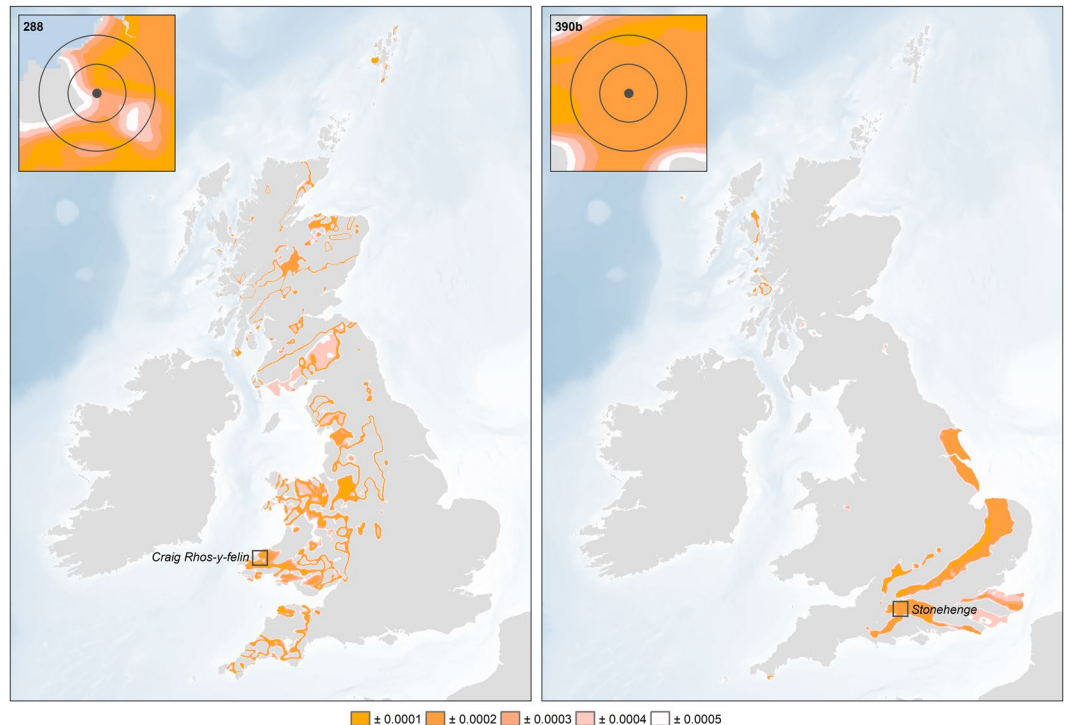 288
390b
Craig Rhos-y-felin
Stonehenge
± 0.0001 ± 0.0002 ± 0.0003 ± 0.0004 ± 0.0005